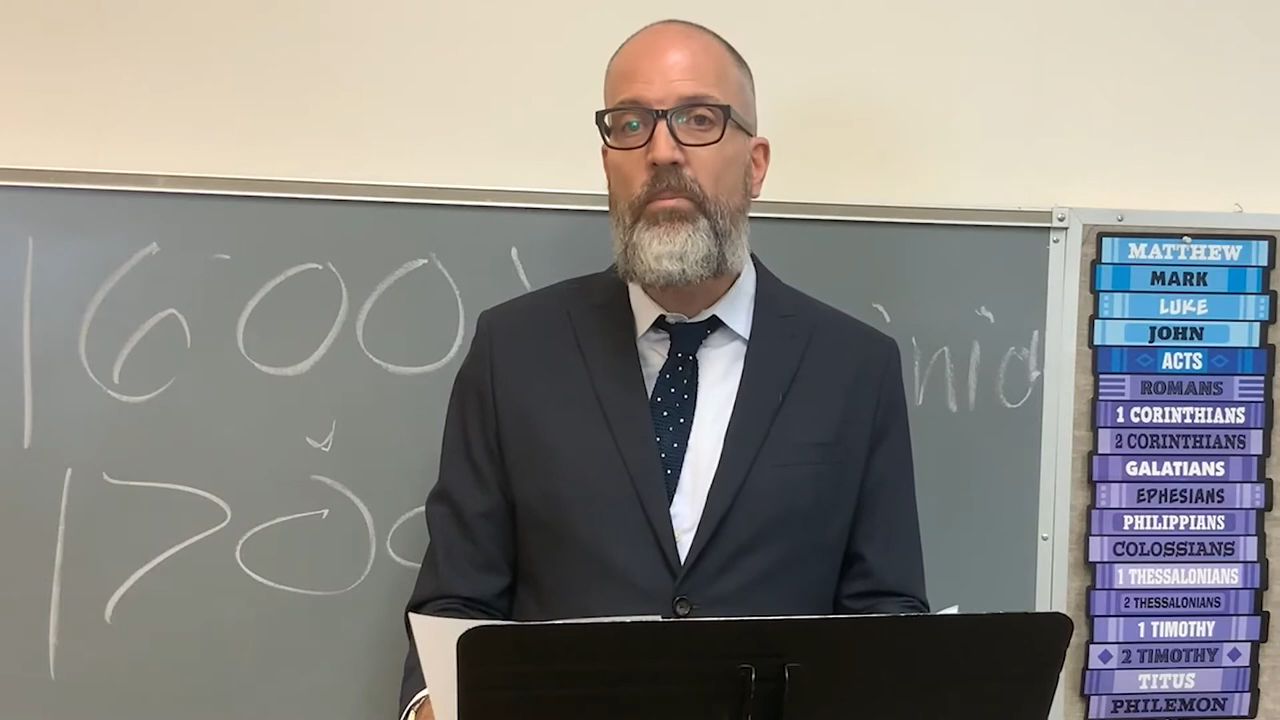 1600'
nid
1700
MATTHEW
MARK
LUKE
JOHN
ACTS
ROMANS
1 CORINTHIANS
2 CORINTHIANS
GALATIANS
EPHESIANS
PHILIPPIANS
COLOSSIANS
1 THESSALONIANS
2 THESSALONIANS
1 TIMOTHY
2 TIMOTHY
TITUS
PHILEMON